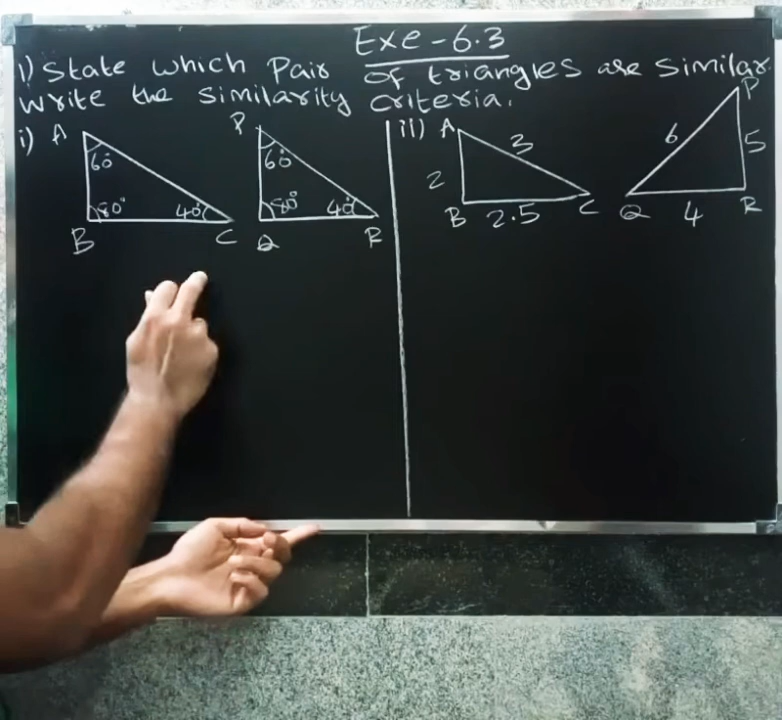 Exe-6.3
1) State which Pair of triangles are similar.
Write the similarity criteria.
i) A 60° 80° 40° B C
P 60° 80° 40° Q R
ii) A 3 2 B 2.5 C
P 6 5 Q 4 R